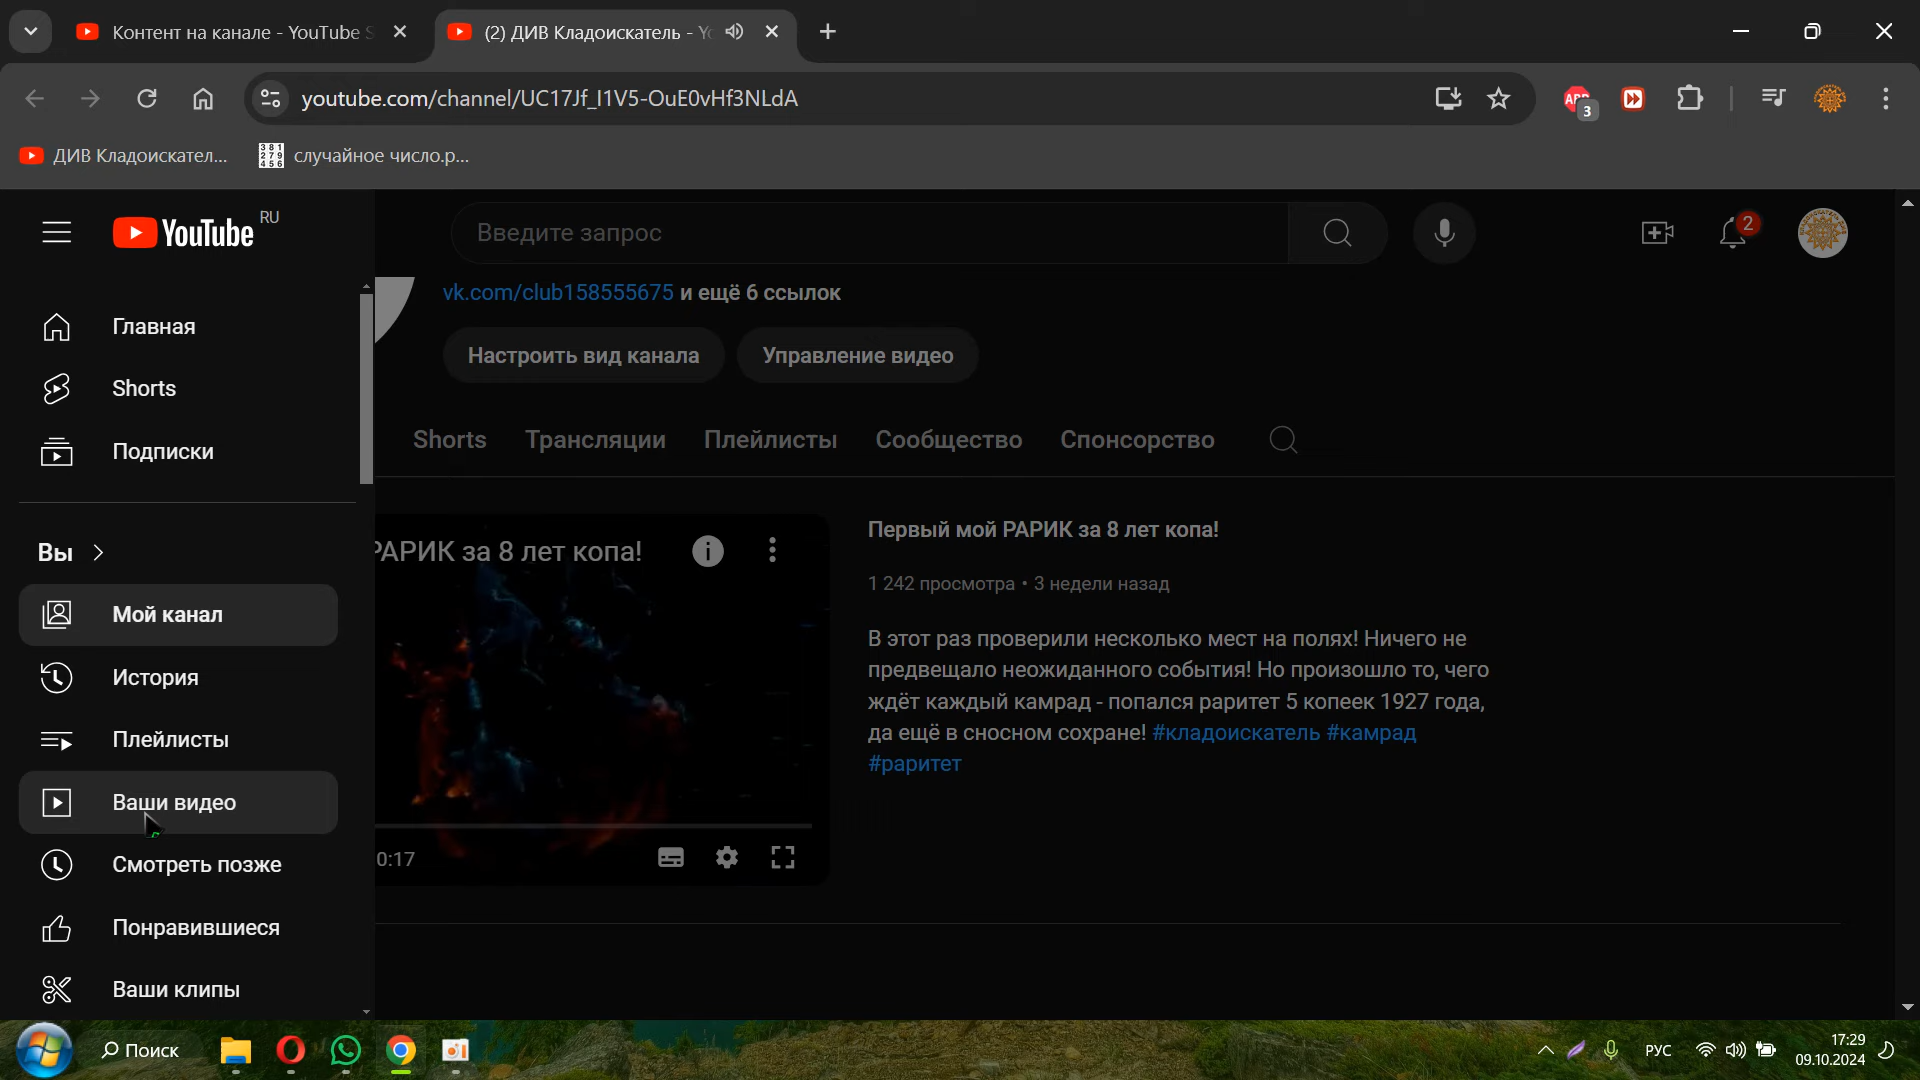 Контент на канале - YouTube S
(2) ДИВ Кладоискатель - Yo
youtube.com/channel/UC17Jf_I1V5-OuE0vHf3NLdA
ABP
3
ДИВ Кладоискател...
случайное число.р...
YouTube RU
Введите запрос
2
vk.com/club158555675 и ещё 6 ссылок
Настроить вид канала
Управление видео
Главная
Shorts
Подписки
Вы
Мой канал
История
Плейлисты
Ваши видео
Смотреть позже
Понравившиеся
Ваши клипы
Shorts
Трансляции
Плейлисты
Сообщество
Спонсорство
РАРИК за 8 лет копа!
0:17
Первый мой РАРИК за 8 лет копа!
1 242 просмотра • 3 недели назад
В этот раз проверили несколько мест на полях! Ничего не
предвещало неожиданного события! Но произошло то, чего
ждёт каждый камрад - попался раритет 5 копеек 1927 года,
да ещё в сносном сохране! #кладоискатель #камрад
#раритет
Поиск
РУС
17:29
09.10.2024